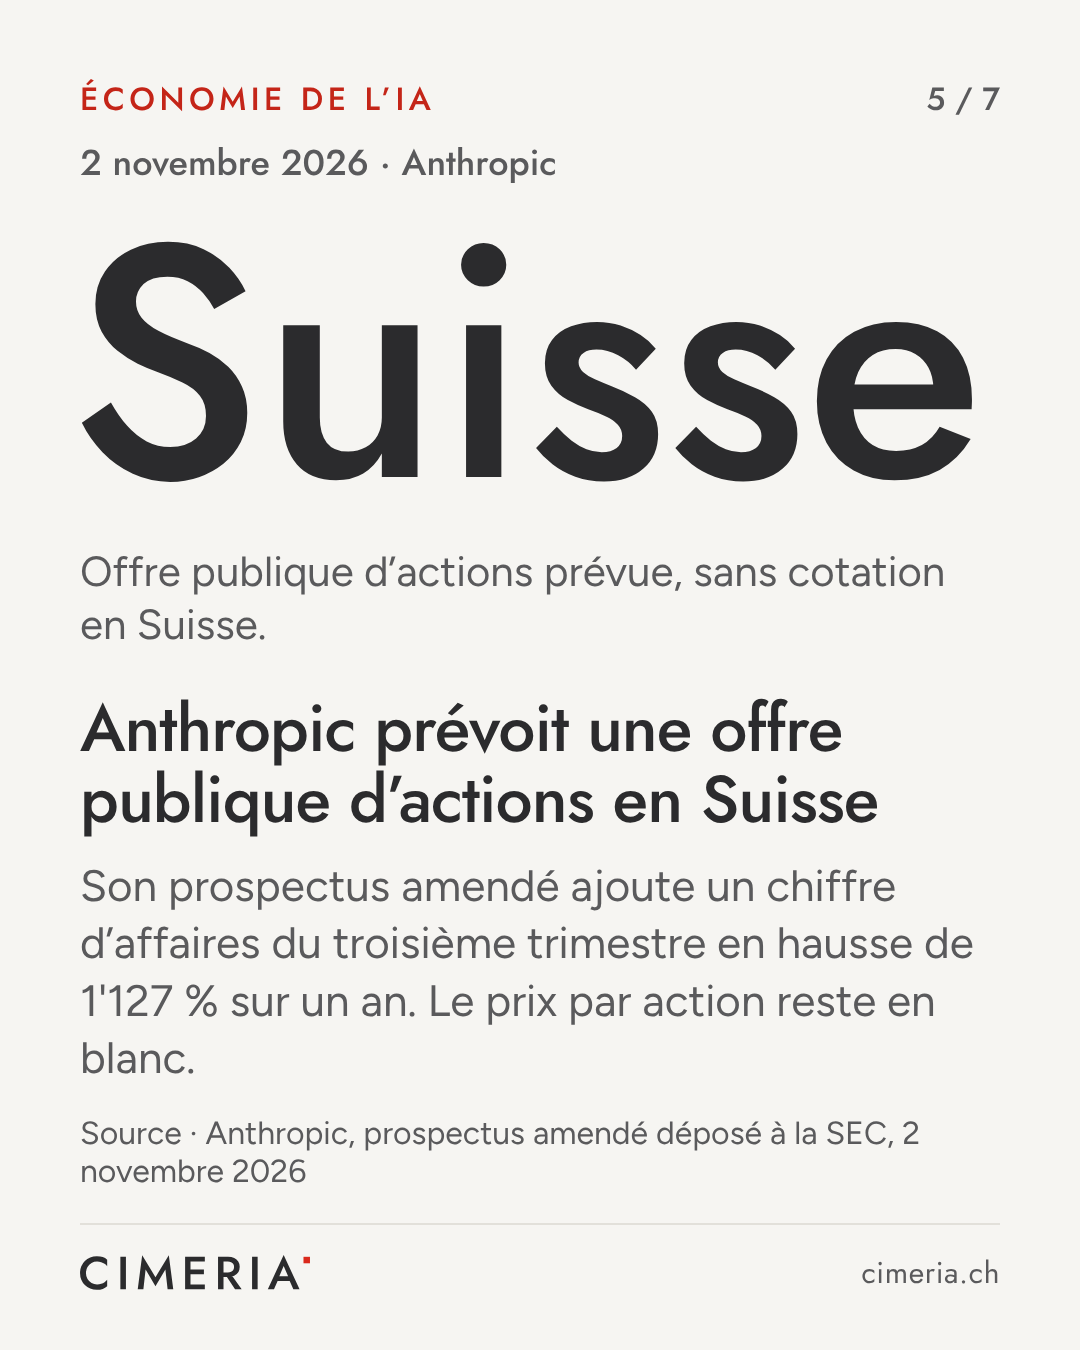 ÉCONOMIE DE L’IA
5 / 7
2 novembre 2026 · Anthropic
Suisse
Offre publique d’actions prévue, sans cotation
en Suisse.
Anthropic prévoit une offre
publique d’actions en Suisse
Son prospectus amendé ajoute un chiffre
d’affaires du troisième trimestre en hausse de
1'127 % sur un an. Le prix par action reste en
blanc.
Source · Anthropic, prospectus amendé déposé à la SEC, 2
novembre 2026
CIMERIA
cimeria.ch